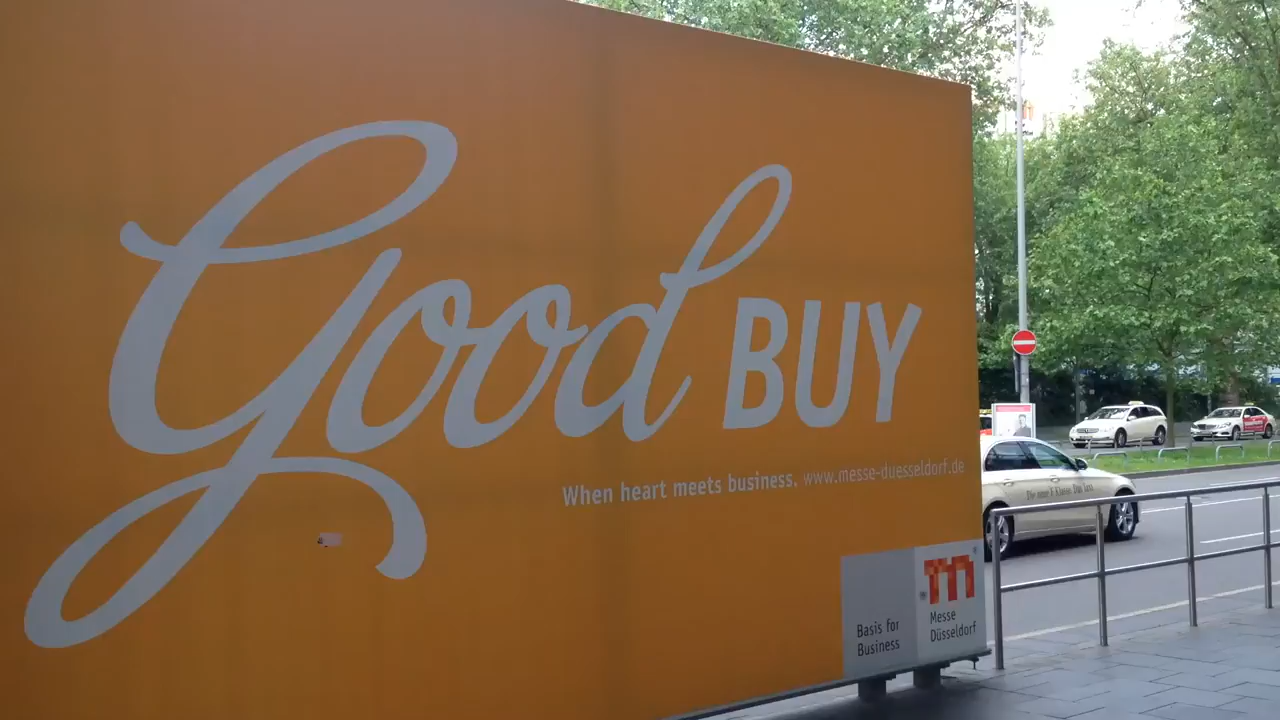 Good BUY
When heart meets business. www.messe-duesseldorf.de
Basis for
Business
Messe
Düsseldorf